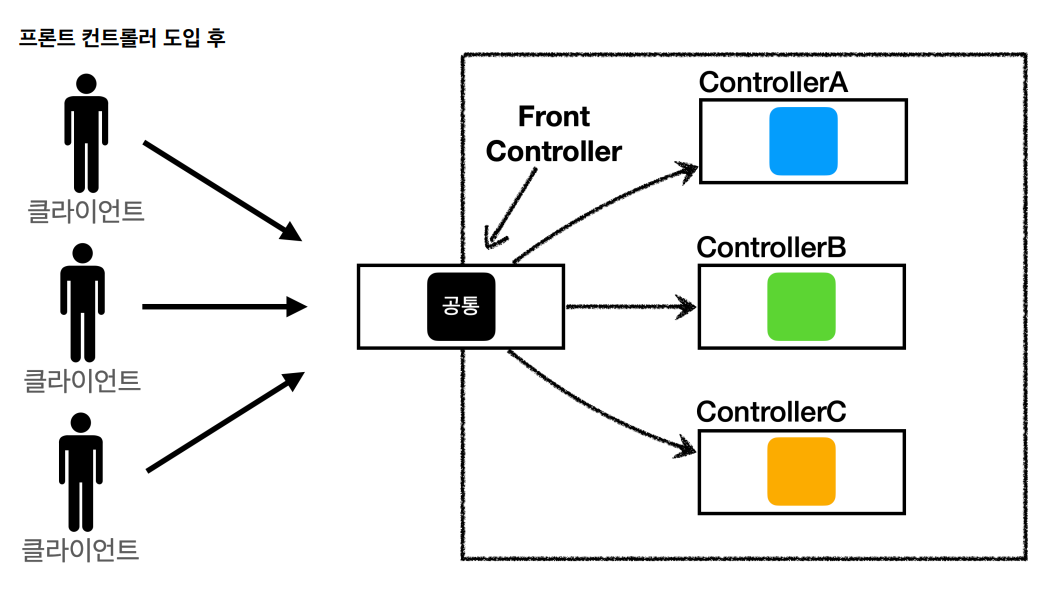 프론트 컨트롤러 도입 후
클라이언트
클라이언트
클라이언트
Front
Controller
공통
ControllerA
ControllerB
ControllerC